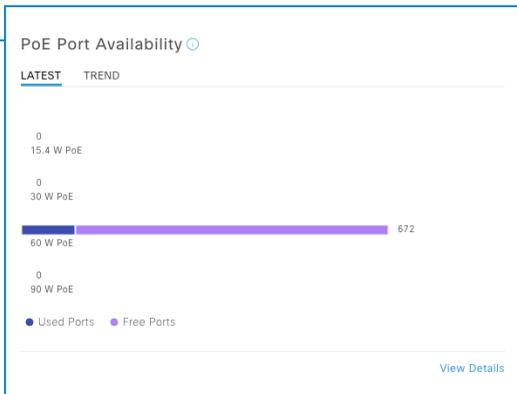 PoE Port Availability
LATEST TREND
0
15.4 W PoE
0
30 W PoE
672
60 W PoE
0
90 W PoE
Used Ports Free Ports
View Details